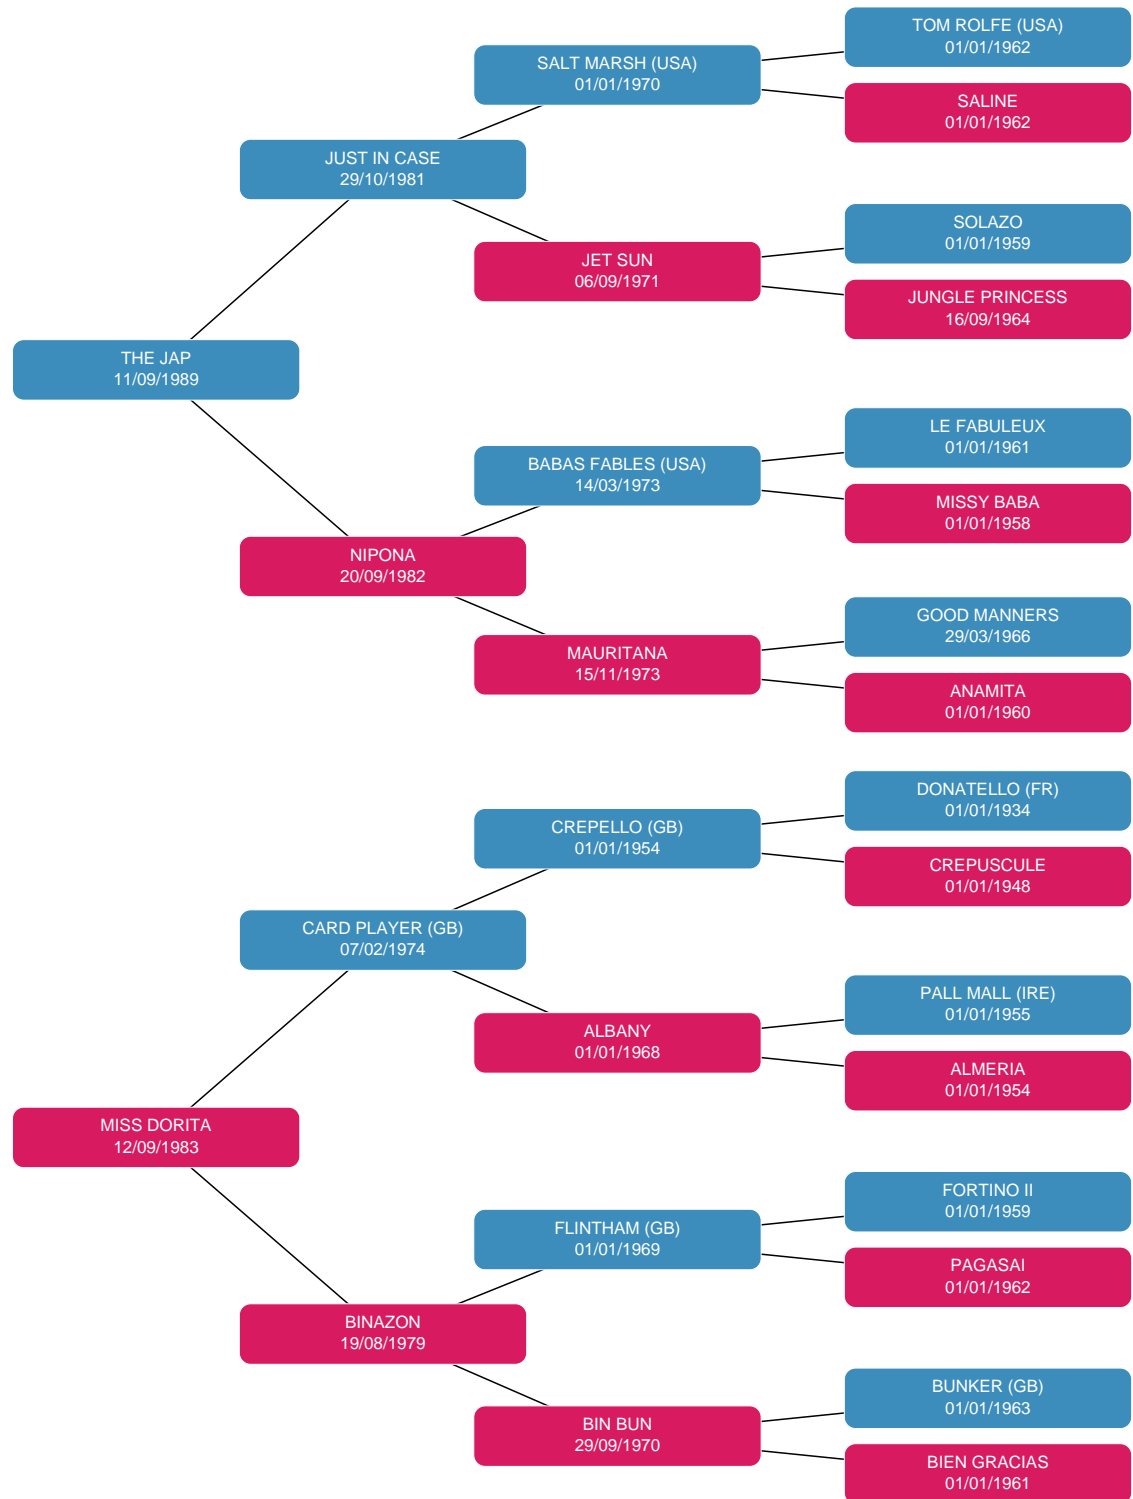 TOM ROLFE (USA)
01/01/1962
SALT MARSH (USA)
01/01/1970
SALINE
01/01/1962
JUST IN CASE
29/10/1981
SOLAZO
01/01/1959
JET SUN
06/09/1971
JUNGLE PRINCESS
16/09/1964
THE JAP
11/09/1989
LE FABULEUX
01/01/1961
BABAS FABLES (USA)
14/03/1973
MISSY BABA
01/01/1958
NIPONA
20/09/1982
GOOD MANNERS
29/03/1966
MAURITANA
15/11/1973
ANAMITA
01/01/1960
DONATELLO (FR)
01/01/1934
CREPELLO (GB)
01/01/1954
CREPUSCULE
01/01/1948
CARD PLAYER (GB)
07/02/1974
PALL MALL (IRE)
01/01/1955
ALBANY
01/01/1968
ALMERIA
01/01/1954
MISS DORITA
12/09/1983
FORTINO II
01/01/1959
FLINTHAM (GB)
01/01/1969
PAGASAI
01/01/1962
BINAZON
19/08/1979
BUNKER (GB)
01/01/1963
BIN BUN
29/09/1970
BIEN GRACIAS
01/01/1961